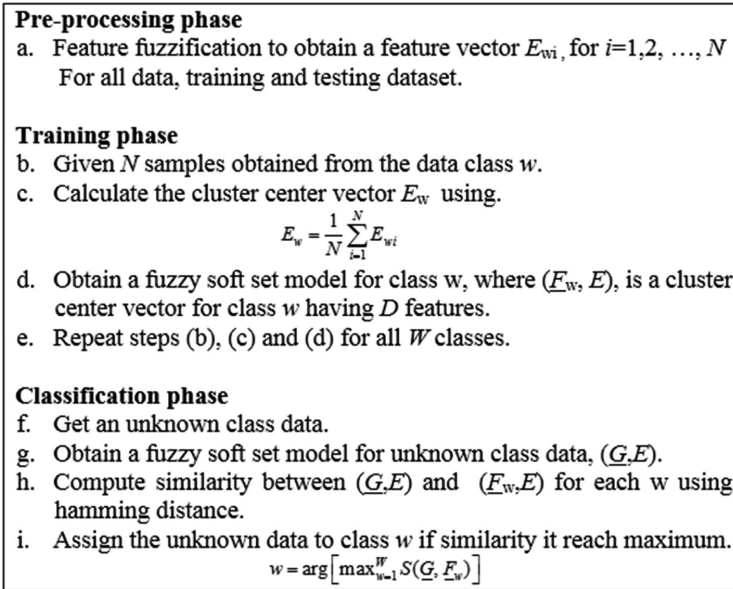 Pre-processing phase
a. Feature fuzzification to obtain a feature vector E_wi, for i=1,2, …, N
For all data, training and testing dataset.
Training phase
b. Given N samples obtained from the data class w.
c. Calculate the cluster center vector E_w using.
E_w = 1/N ∑_{i=1}^{N} E_wi
d. Obtain a fuzzy soft set model for class w, where (F_w, E), is a cluster
center vector for class w having D features.
e. Repeat steps (b), (c) and (d) for all W classes.
Classification phase
f. Get an unknown class data.
g. Obtain a fuzzy soft set model for unknown class data, (G,E).
h. Compute similarity between (G,E) and (F_w,E) for each w using
hamming distance.
i. Assign the unknown data to class w if similarity it reach maximum.
w = arg[max_{w=1}^{W} S(G, F_w)]